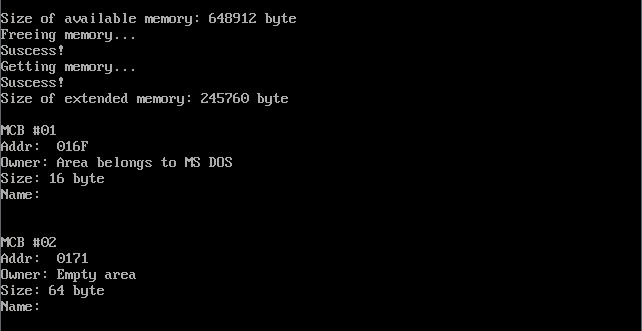 Size of available memory: 648912 byte
Freeing memory...
Suscess!
Getting memory...
Suscess!
Size of extended memory: 245760 byte
MCB #01
Addr:  016F
Owner: Area belongs to MS DOS
Size: 16 byte
Name:
MCB #02
Addr:  0171
Owner: Empty area
Size: 64 byte
Name: